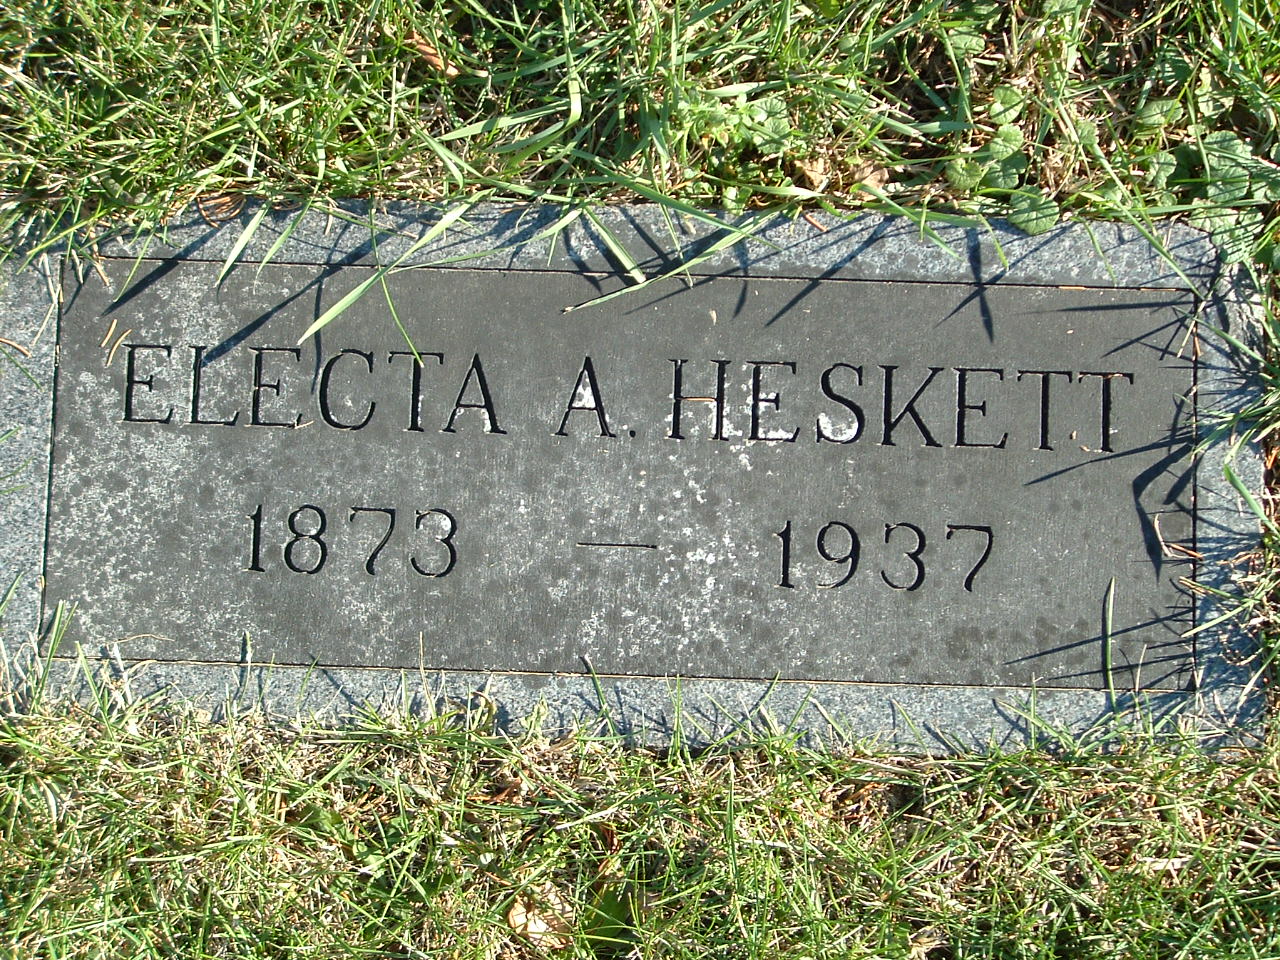 ELECTA A. HESKETT
1873 — 1937